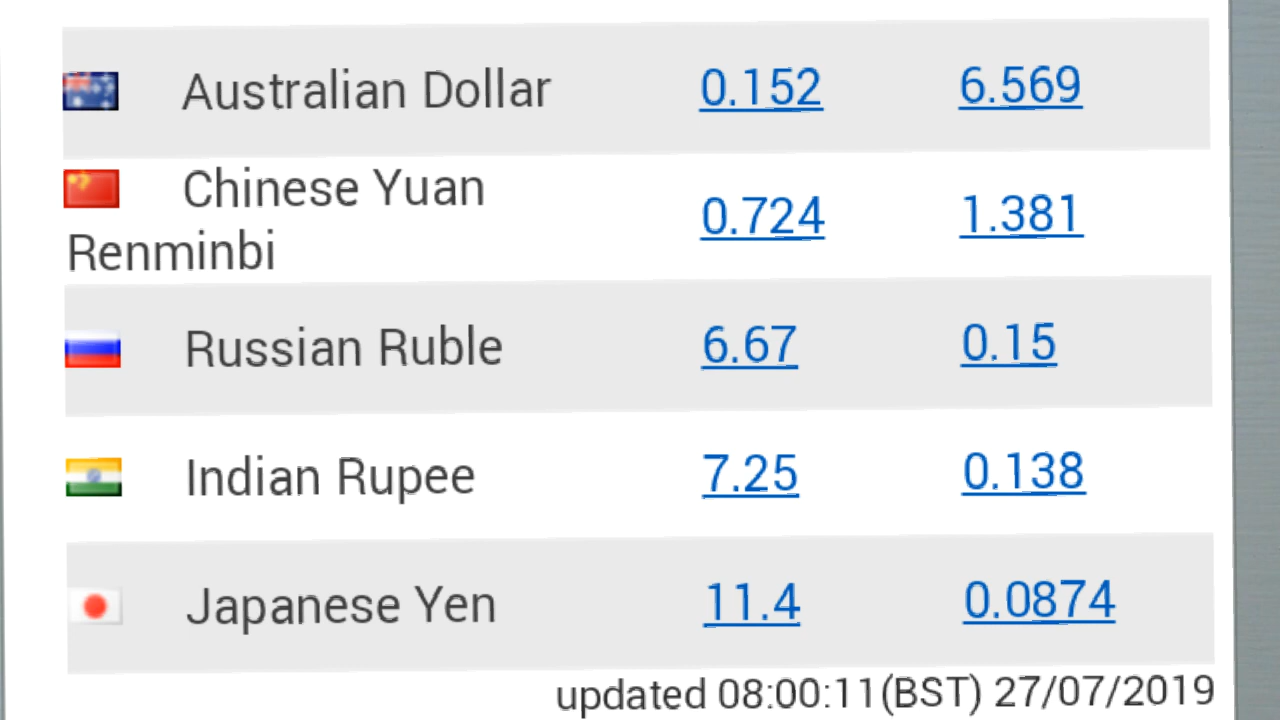 Australian Dollar 0.152 6.569
Chinese Yuan
Renminbi 0.724 1.381
Russian Ruble 6.67 0.15
Indian Rupee 7.25 0.138
Japanese Yen 11.4 0.0874
updated 08:00:11(BST) 27/07/2019